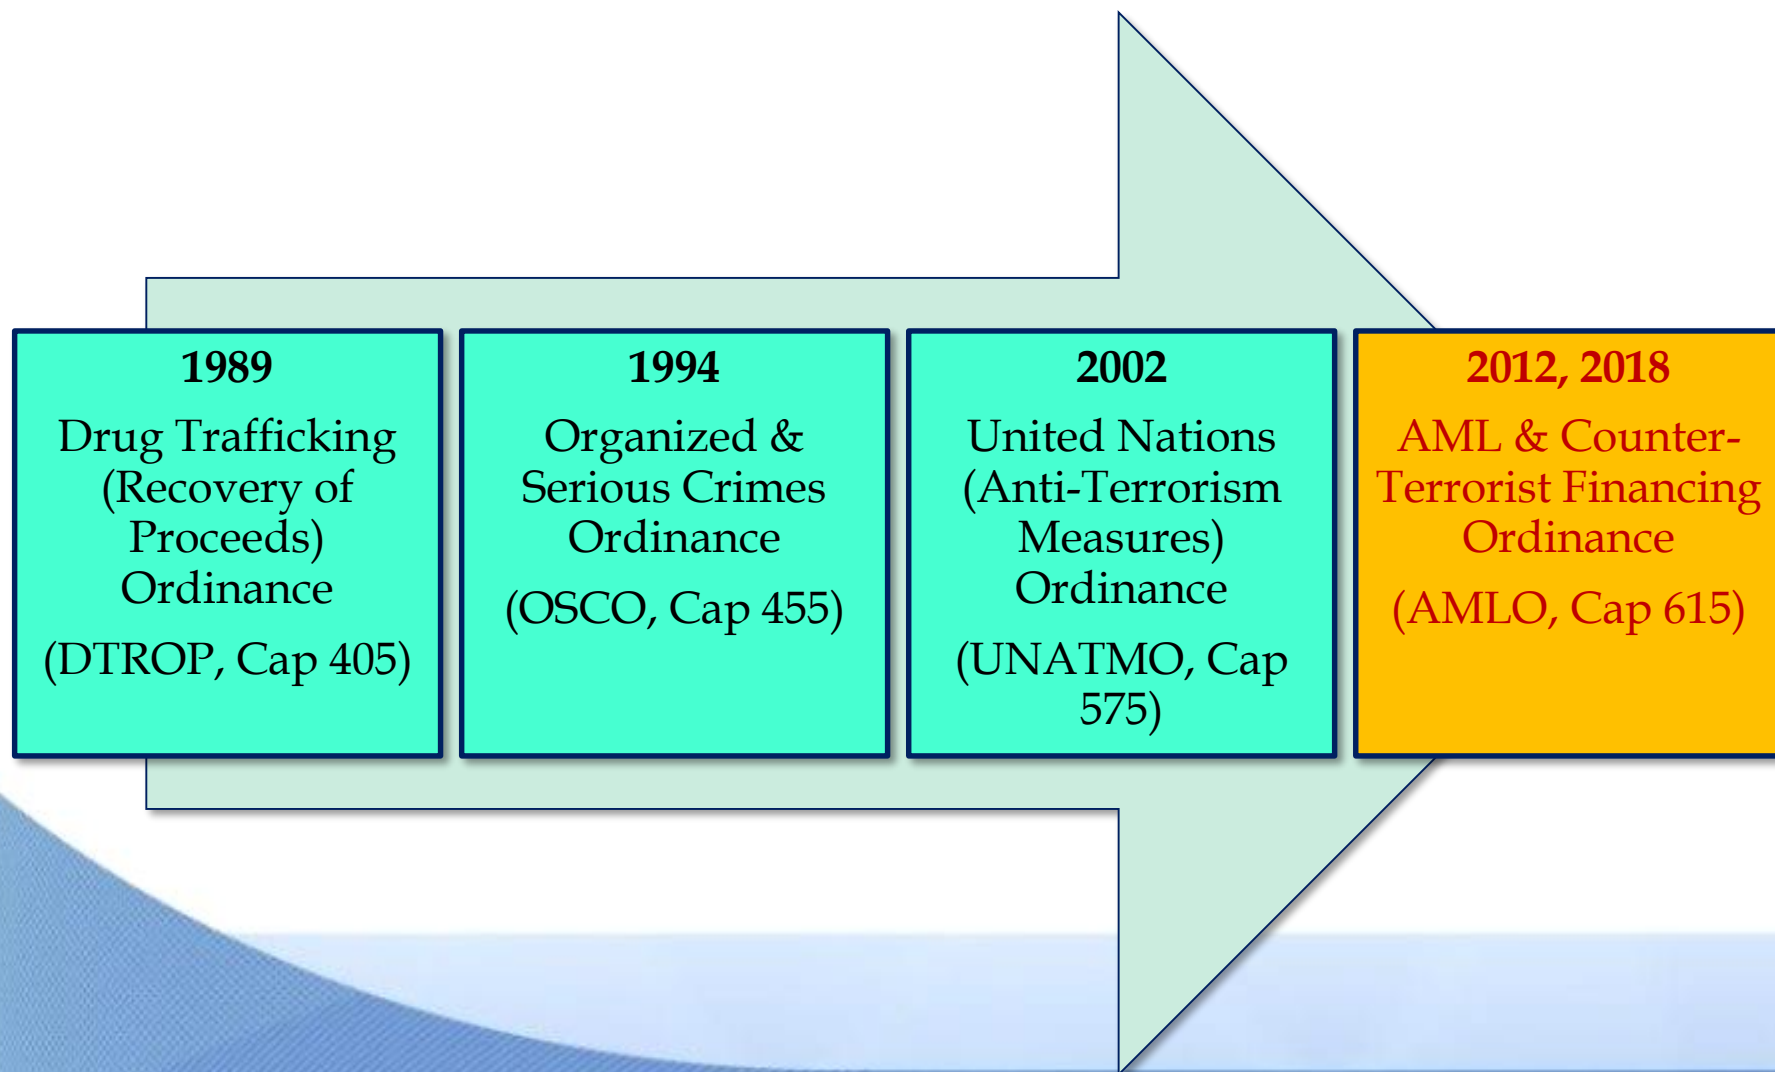 1989
Drug Trafficking
(Recovery of
Proceeds)
Ordinance
(DTROP, Cap 405)
1994
Organized &
Serious Crimes
Ordinance
(OSCO, Cap 455)
2002
United Nations
(Anti-Terrorism
Measures)
Ordinance
(UNATMO, Cap
575)
2012, 2018
AML & Counter-
Terrorist Financing
Ordinance
(AMLO, Cap 615)